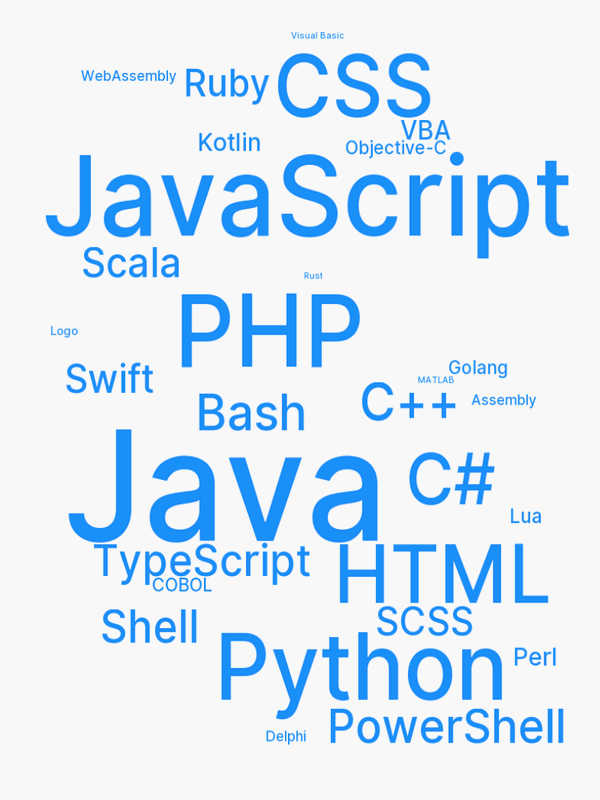 Visual Basic
WebAssembly
Ruby
CSS
VBA
Kotlin
Objective-C
JavaScript
Scala
Rust
PHP
Logo
Swift
Golang
MATLAB
C++
Assembly
Bash
Java
C#
Lua
TypeScript
HTML
COBOL
SCSS
Shell
Python
Perl
PowerShell
Delphi